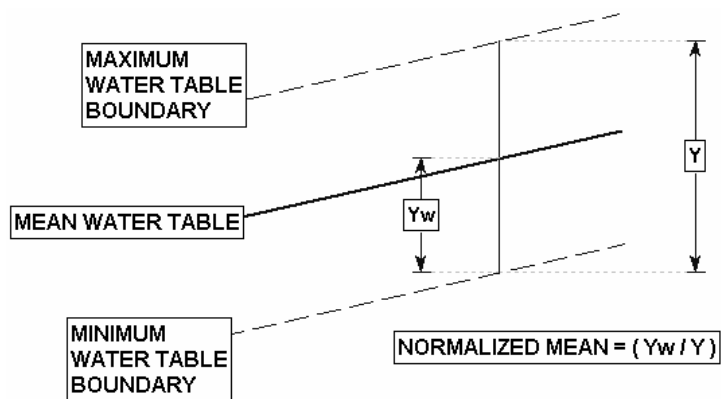 MAXIMUM
WATER TABLE
BOUNDARY
Y
MEAN WATER TABLE
Yw
MINIMUM
WATER TABLE
BOUNDARY
NORMALIZED MEAN = ( Yw / Y )